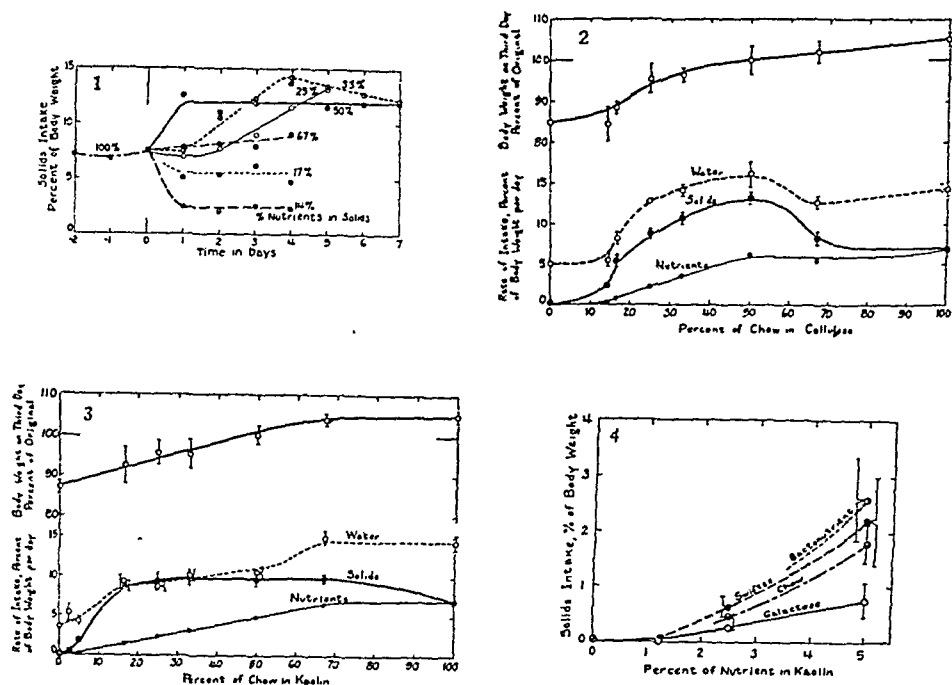 1
Solids Intake
Percent of Body Weight
15
10
5
0
100%
25%
33%
50%
67%
17%
14%
% Nutrients in Solids
-2 -1 0 1 2 3 4 5 6 7
Time in Days
2
Body Weight on Third Day
Percent of Original
110
100
90
80
Rate of Intake, Percent
of Body Weight per day
15
10
5
0
Water
Solids
Nutrients
0 10 20 30 40 50 60 70 80 90 100
Percent of Chow in Celluflour
3
Body Weight on Third Day
Percent of Original
110
100
90
80
Rate of Intake, Percent
of Body Weight per day
15
10
5
0
Water
Solids
Nutrients
0 10 20 30 40 50 60 70 80 90 100
Percent of Chow in Kaolin
4
Solids Intake, % of Body Weight
4
3
2
1
0
Sucrose
Chow
Galactose
0 1 2 3 4 5
Percent of Nutrient in Kaolin